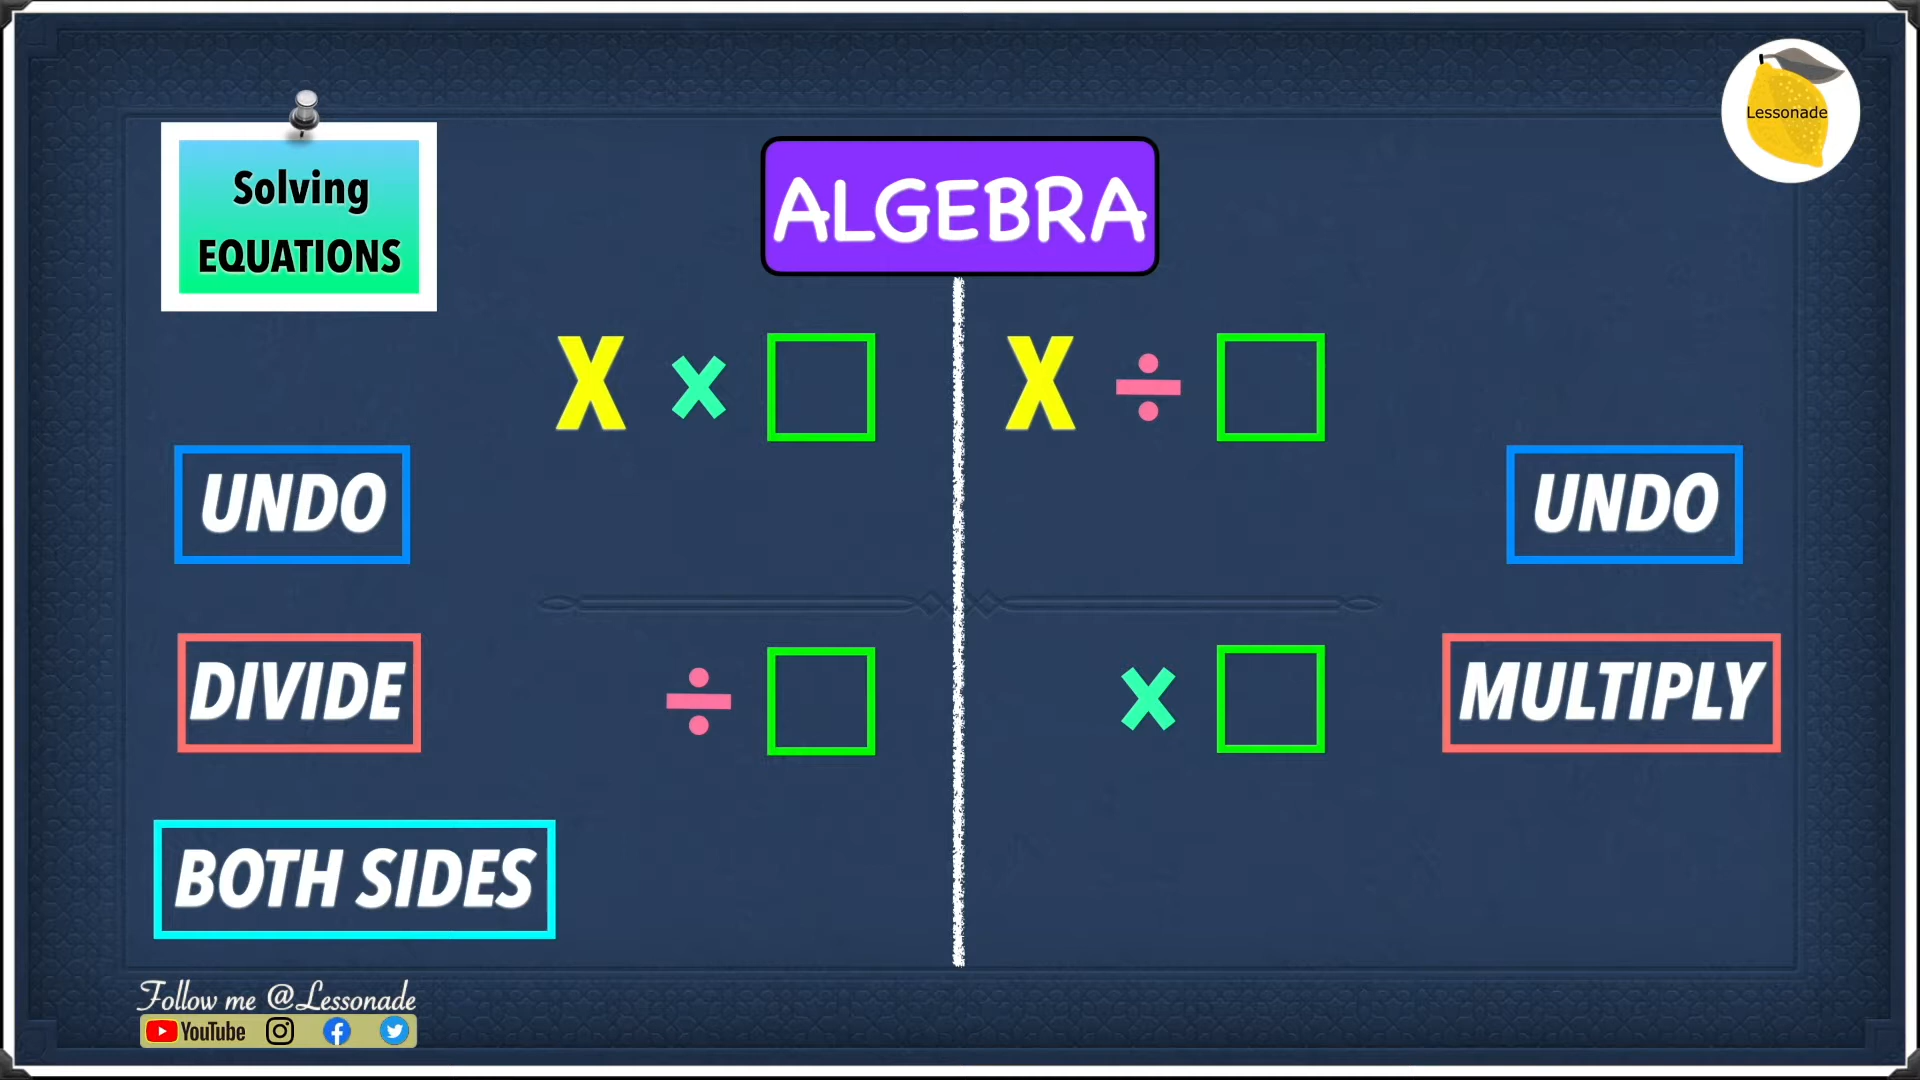 Solving
EQUATIONS
ALGEBRA
Lessonade
X × □
X ÷ □
UNDO
UNDO
DIVIDE
÷ □
× □
MULTIPLY
BOTH SIDES
Follow me @Lessonade
YouTube